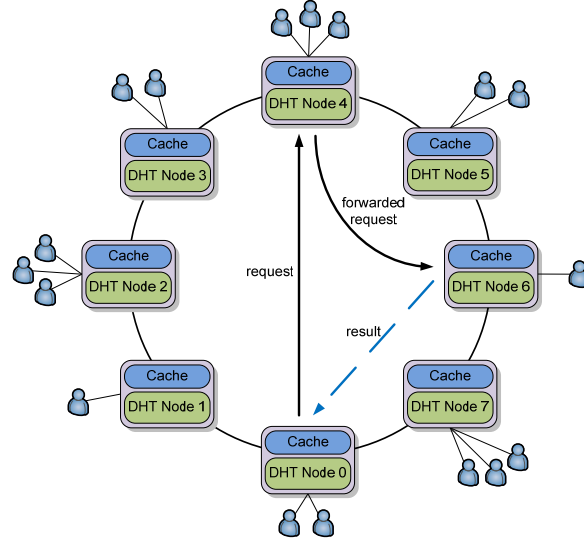 Cache
DHT Node 4
Cache
DHT Node 3
Cache
DHT Node 5
forwarded
request
request
Cache
DHT Node 2
Cache
DHT Node 6
result
Cache
DHT Node 1
Cache
DHT Node 7
Cache
DHT Node 0